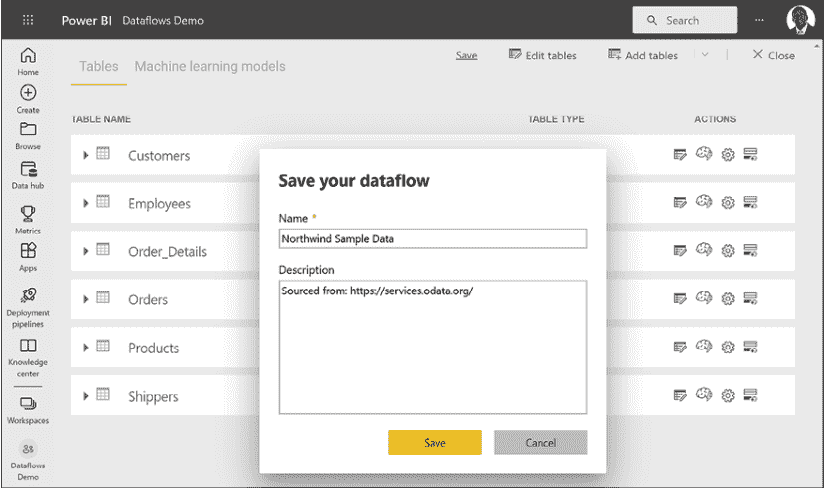 Power BI Dataflows Demo Search ...
Save Edit tables Add tables Close
Tables Machine learning models
Home
Create
Browse
Data hub
Metrics
Apps
Deployment
pipelines
Knowledge
center
Workspaces
Dataflows
Demo
TABLE NAME TABLE TYPE ACTIONS
Customers
Employees
Order_Details
Orders
Products
Shippers
Save your dataflow
Name *
Northwind Sample Data
Description
Sourced from: https://services.odata.org/
Save Cancel